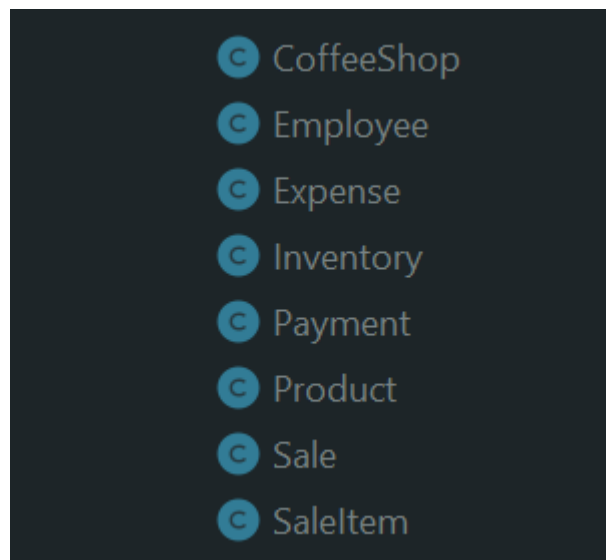 C CoffeeShop
C Employee
C Expense
C Inventory
C Payment
C Product
C Sale
C SaleItem